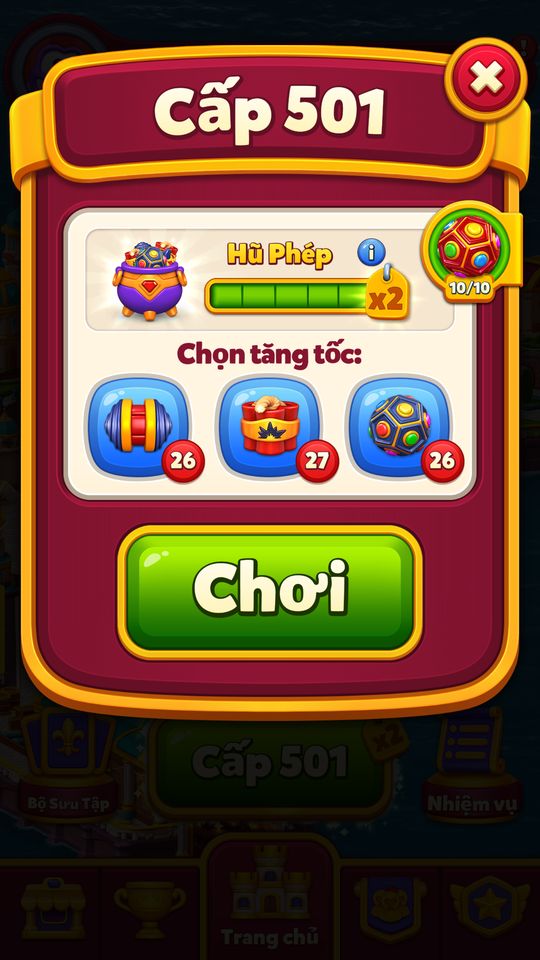 Cấp 501
Hũ Phép
i
x2
10/10
Chọn tăng tốc:
26
27
26
Chơi
Cấp 501
x2
Bộ Sưu Tập
Nhiệm vụ
Trang chủ